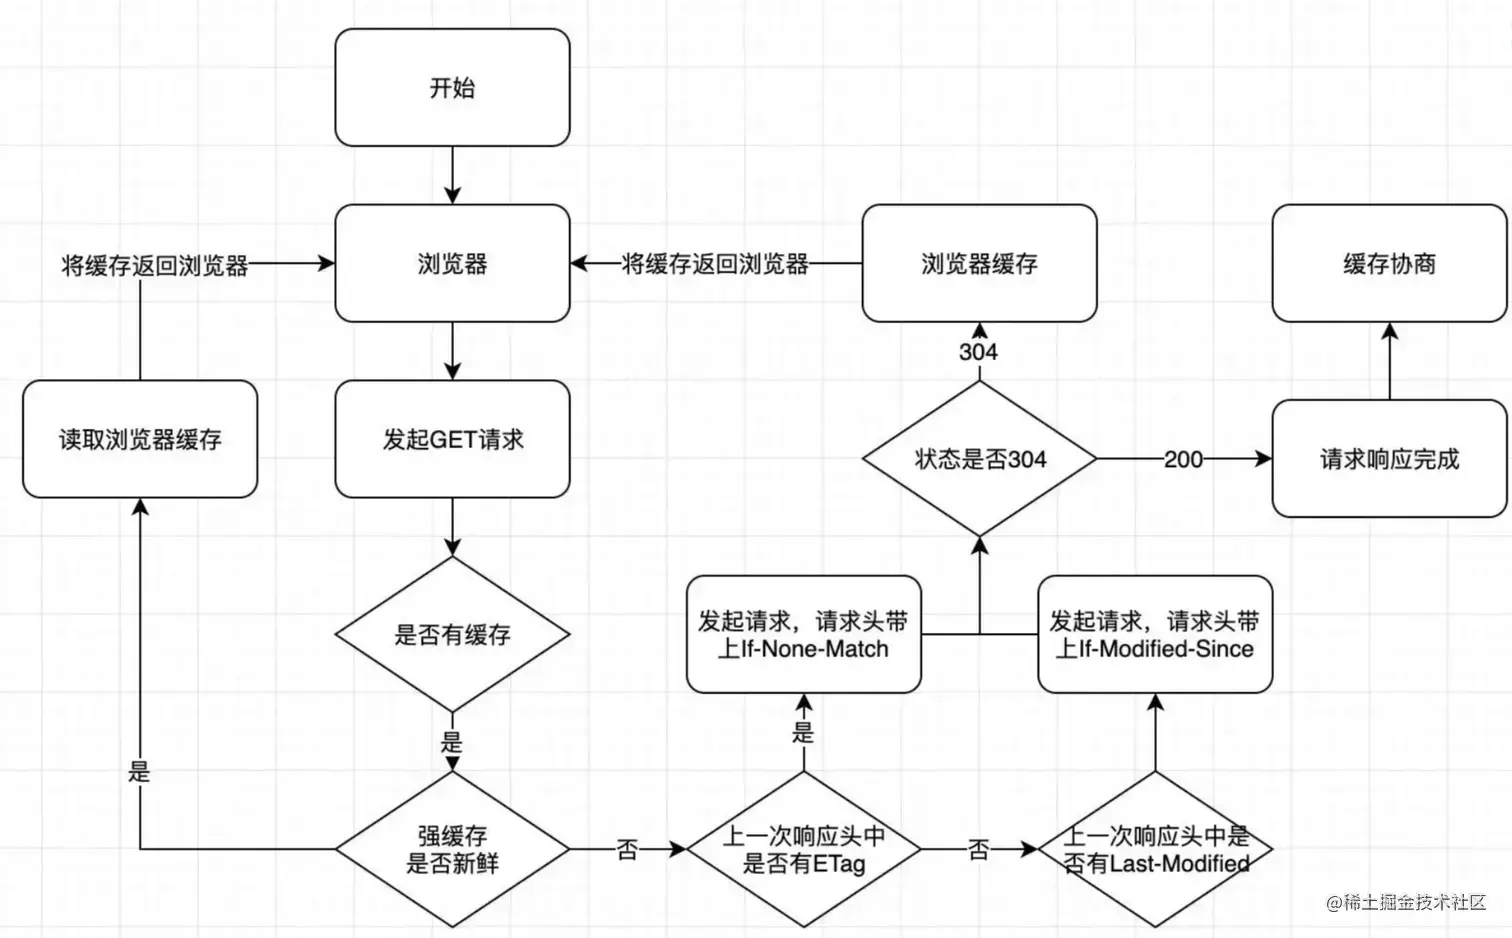 开始
将缓存返回浏览器
浏览器
将缓存返回浏览器
浏览器缓存
缓存协商
304
读取浏览器缓存
发起GET请求
状态是否304
200
请求响应完成
是否有缓存
发起请求，请求头带
上If-None-Match
发起请求，请求头带
上If-Modified-Since
是
是
是
强缓存
是否新鲜
否
上一次响应头中
是否有ETag
否
上一次响应头中是
否有Last-Modified
@稀土掘金技术社区